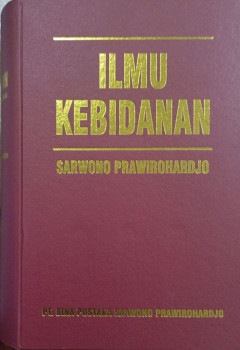 ILMU
KEBIDANAN
SARWONO PRAWIROHARDJO
PT BINA PUSTAKA SARWONO PRAWIROHARDJO